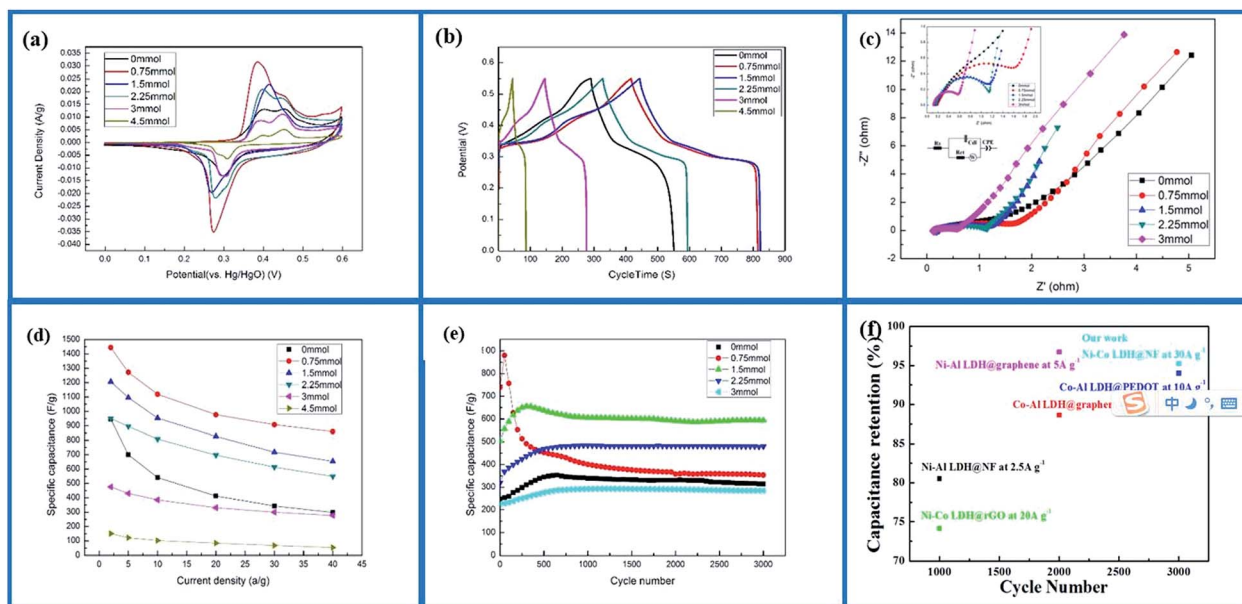 (a)
0mmol
0.75mmol
1.5mmol
2.25mmol
3mmol
4.5mmol
0.035
0.030
0.025
0.020
0.015
0.010
0.005
0.000
-0.005
-0.010
-0.015
-0.020
-0.025
-0.030
-0.035
-0.040
Current Density (A/g)
0.0 0.1 0.2 0.3 0.4 0.5 0.6
Potential(vs. Hg/HgO) (V)
(b)
0mmol
0.75mmol
1.5mmol
2.25mmol
3mmol
4.5mmol
0.6
0.5
0.4
0.3
0.2
0.1
0.0
Potential (V)
0 100 200 300 400 500 600 700 800 900
CycleTime (S)
(c)
14
12
10
8
6
4
2
0
-2
-Z" (ohm)
0mmol
0.75mmol
1.5mmol
2.25mmol
3mmol
Rs
Cdl
Rct
CPE
0mmol
0.75mmol
1.5mmol
2.25mmol
3mmol
0 1 2 3 4 5
Z' (ohm)
(d)
0mmol
0.75mmol
1.5mmol
2.25mmol
3mmol
4.5mmol
1500
1400
1300
1200
1100
1000
900
800
700
600
500
400
300
200
100
0
Specific capacitance (F/g)
0 5 10 15 20 25 30 35 40 45
Current density (a/g)
(e)
0mmol
0.75mmol
1.5mmol
2.25mmol
3mmol
900
800
700
600
500
400
300
200
100
0
Specific capacitance (F/g)
0 500 1000 1500 2000 2500 3000
Cycle number
(f)
100
95
90
85
80
75
70
Capacitance retention (%)
Our work
Ni-Co LDH@NF at 30A g⁻¹
Ni-Al LDH@graphene at 5A g⁻¹
Co-Al LDH@PEDOT at 10A g⁻¹
S 中
Ni-Al LDH@NF at 2.5A g⁻¹
Ni-Co LDH@rGO at 20A g⁻¹
1000 1500 2000 2500 3000
Cycle Number